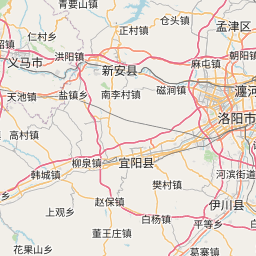 青要山镇
仓头镇
孟津区
仁村乡
正村镇
洪阳镇
麻屯镇
朝阳镇
义马市
新安县
天池镇
盐镇乡
南李村镇
磁涧镇
瀍河
洛阳市
高村镇
柳泉镇
宜阳县
韩城镇
河滨街道
樊村镇
上观乡
赵保镇
白杨镇
伊川县
平等乡
董王庄镇
花果山乡
葛寨镇